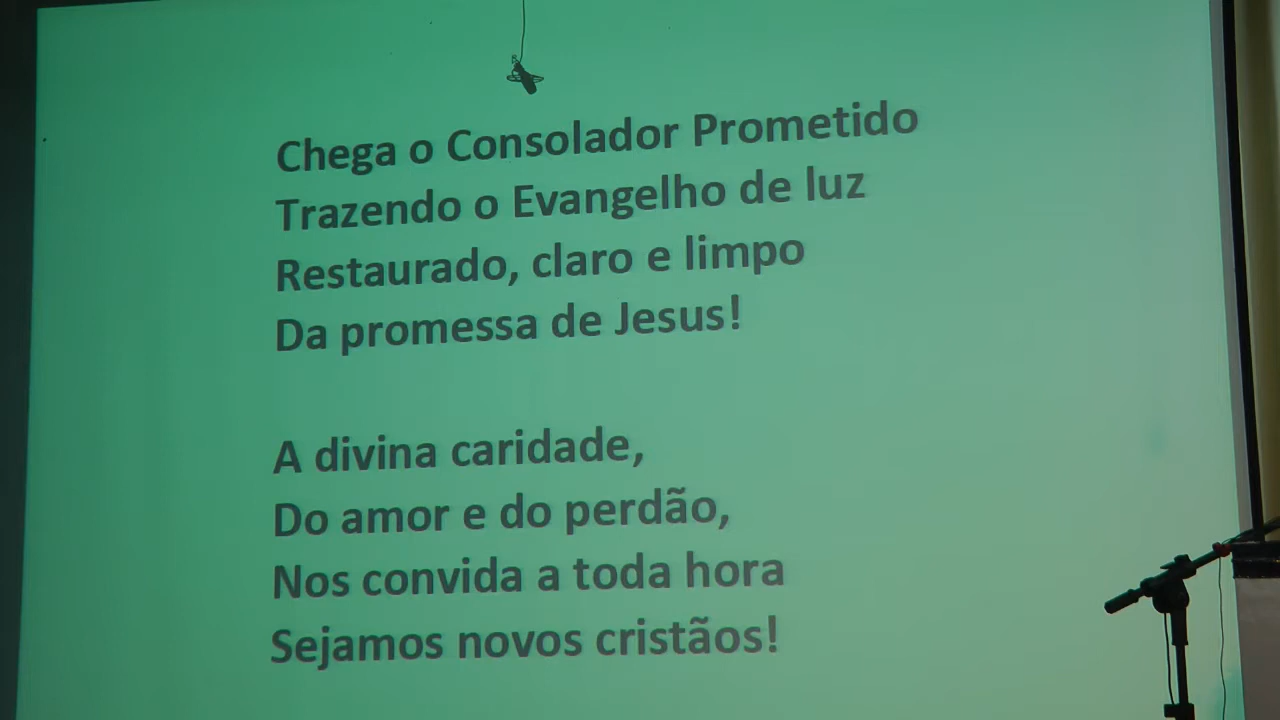 Chega o Consolador Prometido
Trazendo o Evangelho de luz
Restaurado, claro e limpo
Da promessa de Jesus!
A divina caridade,
Do amor e do perdão,
Nos convida a toda hora
Sejamos novos cristãos!